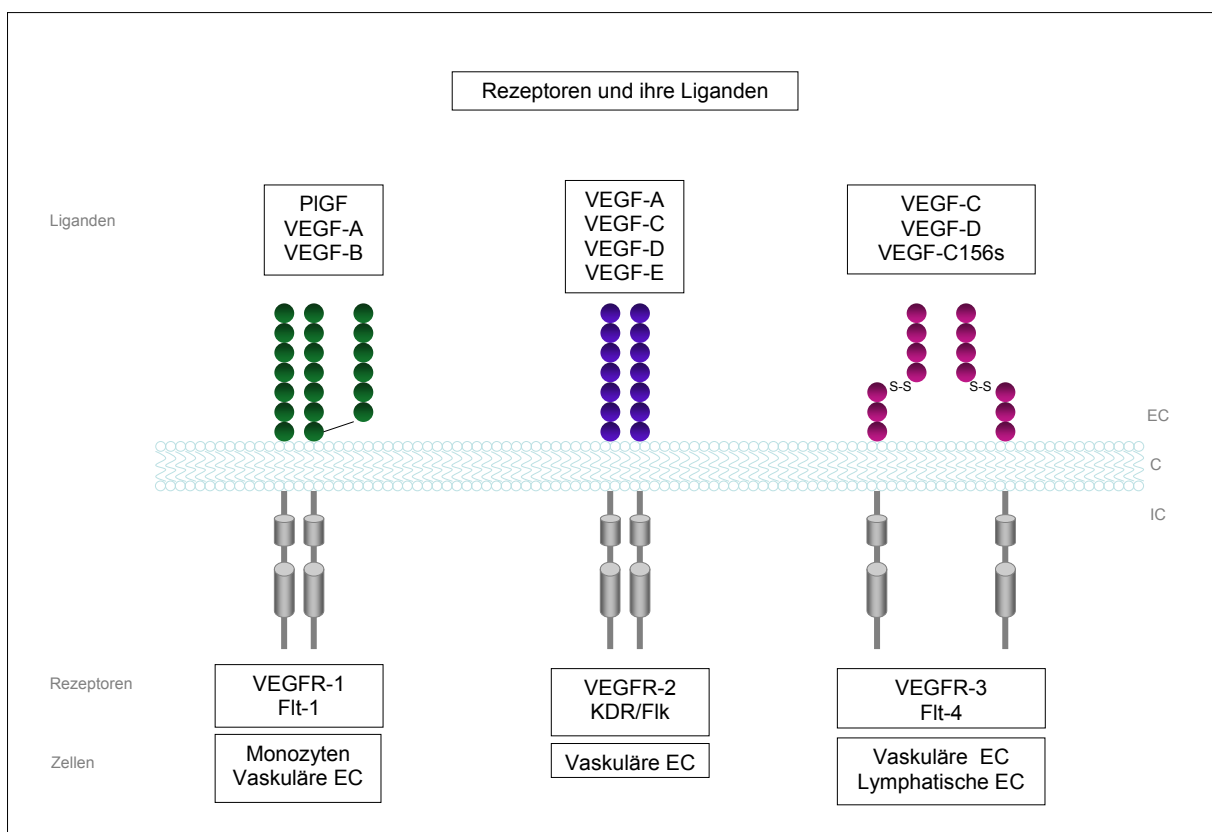 Rezeptoren und ihre Liganden
Liganden
PlGF
VEGF-A
VEGF-B
VEGF-A
VEGF-C
VEGF-D
VEGF-E
VEGF-C
VEGF-D
VEGF-C156s
S-S
S-S
EC
C
IC
Rezeptoren
VEGFR-1
Flt-1
VEGFR-2
KDR/Flk
VEGFR-3
Flt-4
Zellen
Monozyten
Vaskuläre EC
Vaskuläre EC
Vaskuläre EC
Lymphatische EC